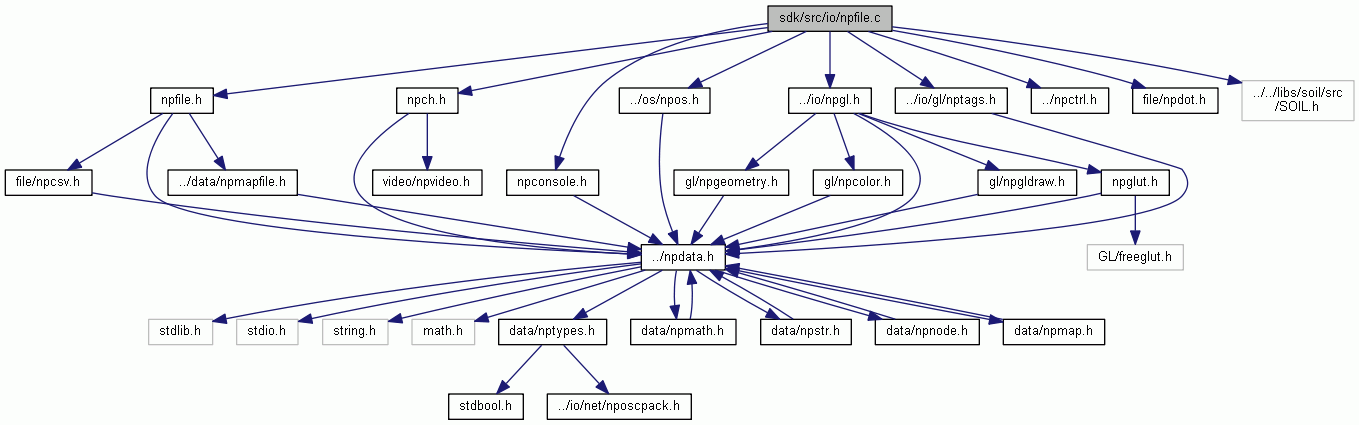 sdk/src/io/npfile.c
npfile.h
npch.h
../os/npos.h
../io/npgl.h
../io/gl/nptags.h
../npctrl.h
file/npdot.h
../../libs/soil/src
/SOIL.h
file/npcsv.h
../data/npmapfile.h
video/npvideo.h
npconsole.h
gl/npgeometry.h
gl/npcolor.h
gl/npgldraw.h
npglut.h
../npdata.h
GL/freeglut.h
stdlib.h
stdio.h
string.h
math.h
data/nptypes.h
data/npmath.h
data/npstr.h
data/npnode.h
data/npmap.h
stdbool.h
../io/net/nposcpack.h